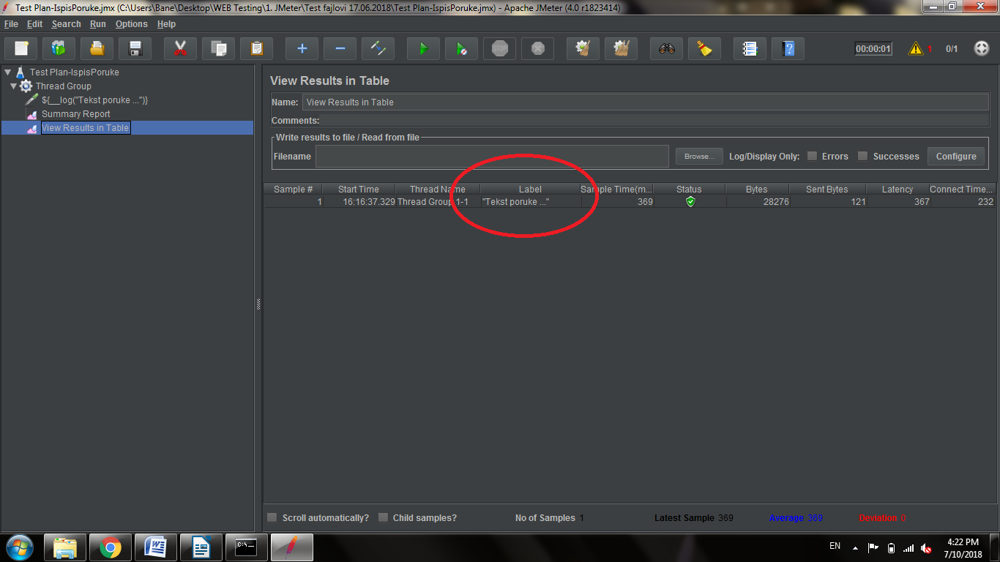 Test Plan-IspisPoruke.jmx (C:\Users\Bane\Desktop\WEB Testing\1. JMeter\Test fajlovi 17.06.2018\Test Plan-IspisPoruke.jmx) - Apache JMeter (4.0 r1823414)
File Edit Search Run Options Help
STOP 00:00:01 1 0/1
Test Plan-IspisPoruke
Thread Group
${__log("Tekst poruke ...")}
Summary Report
View Results in Table
View Results in Table
Name: View Results in Table
Comments:
Write results to file / Read from file
Filename Browse... Log/Display Only: Errors Successes Configure
Sample # Start Time Thread Name Label Sample Time(m... Status Bytes Sent Bytes Latency Connect Time...
1 16:16:37.329 Thread Group 1-1 "Tekst poruke ..." 369 28276 121 367 232
Scroll automatically? Child samples? No of Samples 1 Latest Sample 369 Average 369 Deviation 0
C:\. EN 4:22 PM
7/10/2018